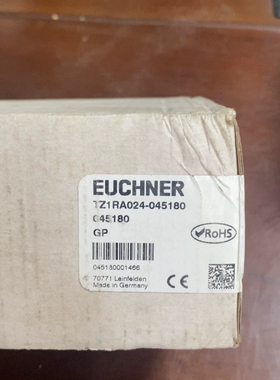 EUCHNER
TZ1RA024-045180
045180
GP
RoHS
045180001466
70771 Leinfelden
Made in Germany
CE